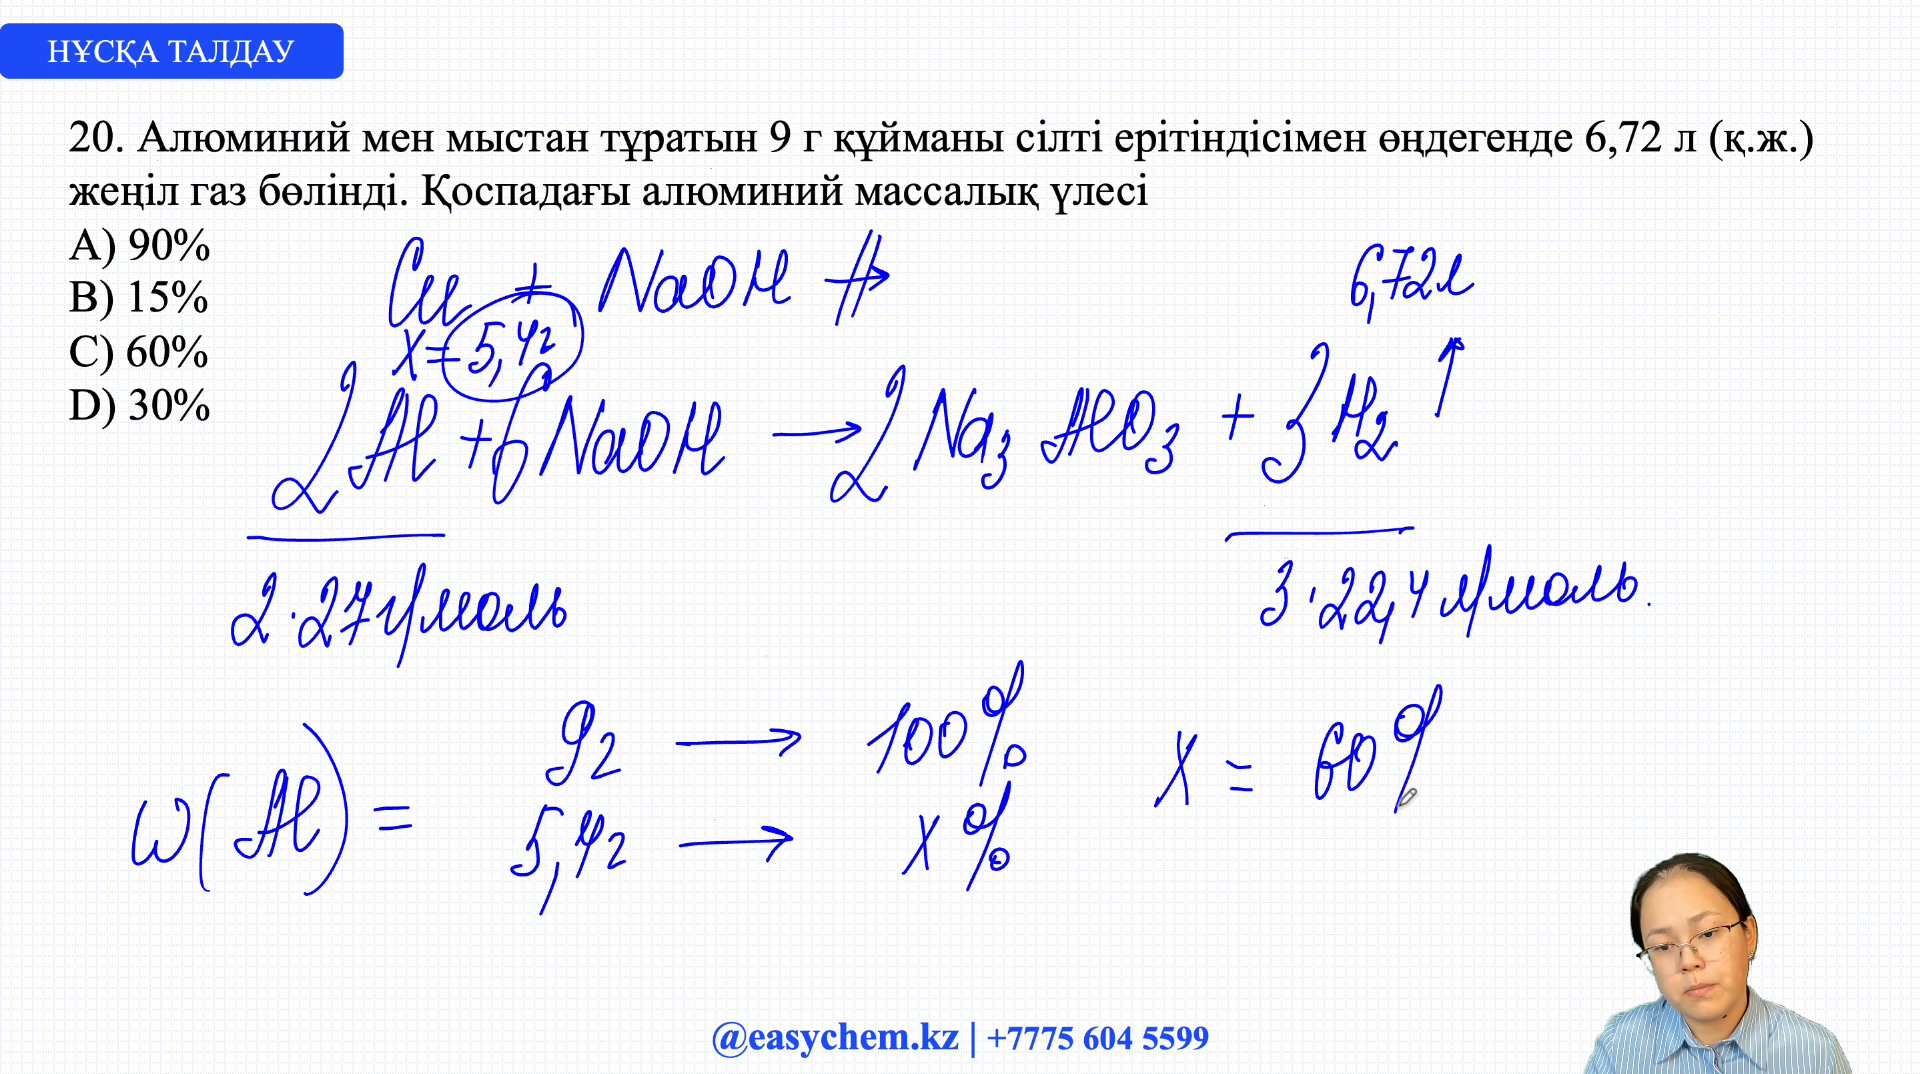 НҰСҚА ТАЛДАУ
20. Алюминий мен мыстан тұратын 9 г құйманы сілті ерітіндісімен өңдегенде 6,72 л (қ.ж.)
жеңіл газ бөлінді. Қоспадағы алюминий массалық үлесі
A) 90%
B) 15%
C) 60%
D) 30%
Cu + NaOH ↛
6,72л
x = 5,4г
2Al + 6NaOH → 2Na₃AlO₃ + 3H₂↑
2·27г/моль
3·22,4л/моль.
9г → 100%
x = 60%
ω(Al) =
5,4г → x%
@easychem.kz | +7775 604 5599